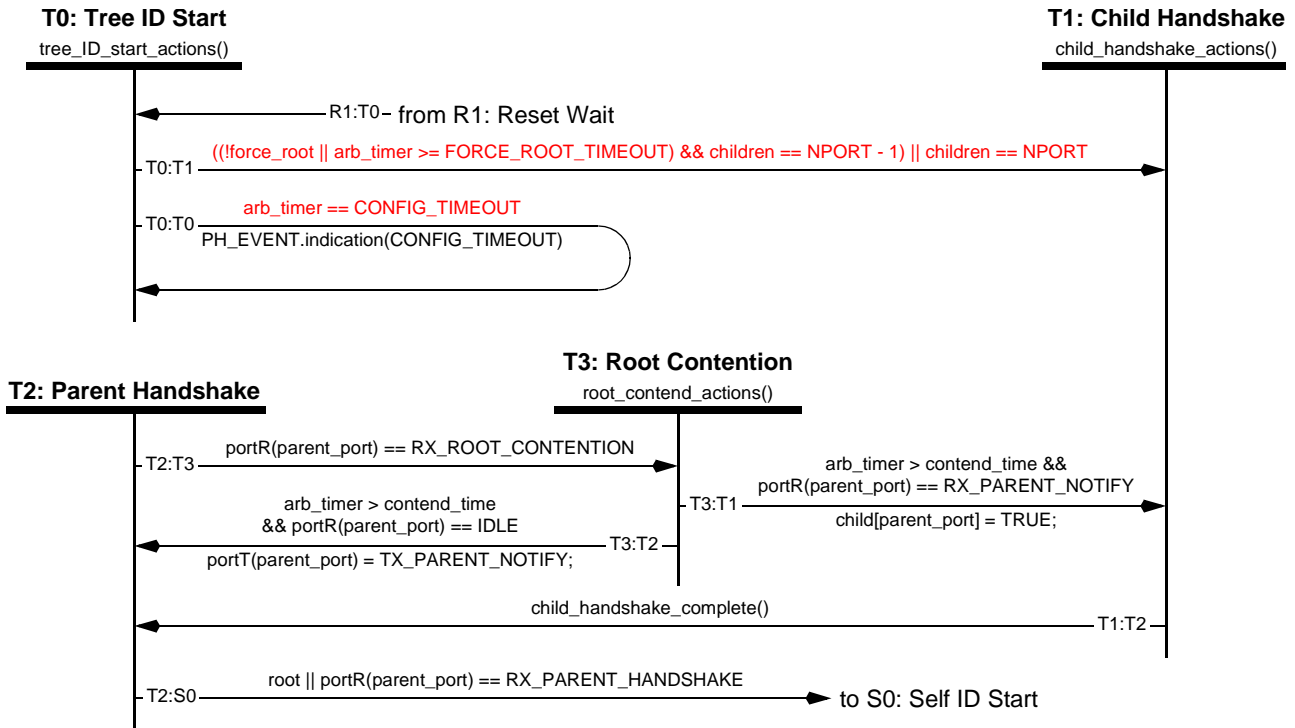 T0: Tree ID Start
tree_ID_start_actions()
T1: Child Handshake
child_handshake_actions()
R1:T0
from R1: Reset Wait
((!force_root || arb_timer >= FORCE_ROOT_TIMEOUT) && children == NPORT - 1) || children == NPORT
T0:T1
arb_timer == CONFIG_TIMEOUT
T0:T0
PH_EVENT.indication(CONFIG_TIMEOUT)
T3: Root Contention
root_contend_actions()
T2: Parent Handshake
portR(parent_port) == RX_ROOT_CONTENTION
T2:T3
arb_timer > contend_time &&
portR(parent_port) == RX_PARENT_NOTIFY
T3:T1
child[parent_port] = TRUE;
arb_timer > contend_time
&& portR(parent_port) == IDLE
T3:T2
portT(parent_port) = TX_PARENT_NOTIFY;
child_handshake_complete()
T1:T2
root || portR(parent_port) == RX_PARENT_HANDSHAKE
T2:S0
to S0: Self ID Start